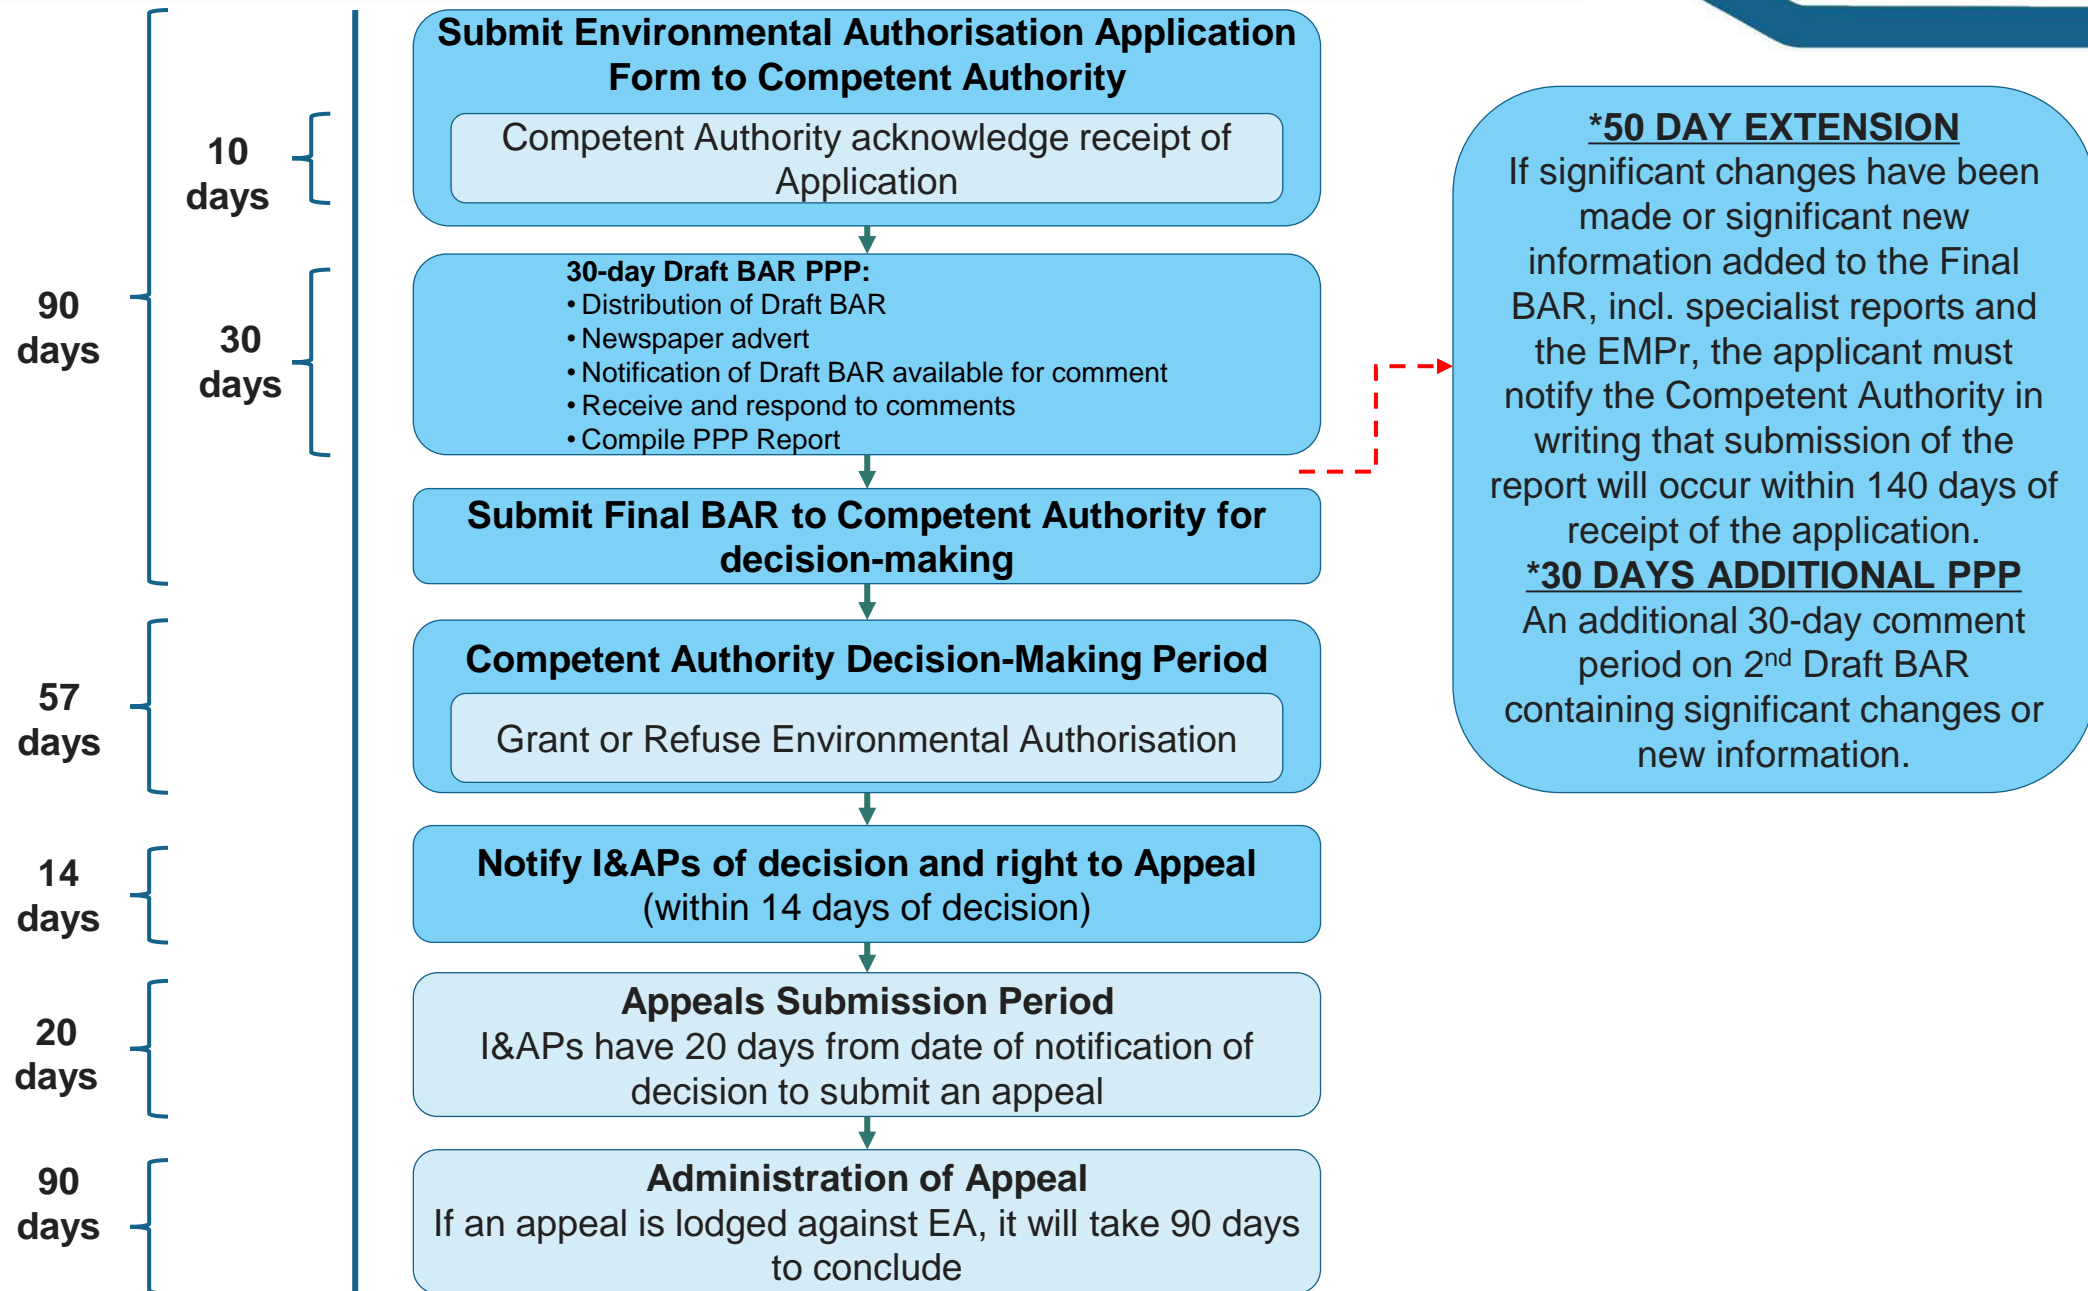 Submit Environmental Authorisation Application
Form to Competent Authority
Competent Authority acknowledge receipt of
Application
10
days
90
days
30
days
30-day Draft BAR PPP:
• Distribution of Draft BAR
• Newspaper advert
• Notification of Draft BAR available for comment
• Receive and respond to comments
• Compile PPP Report
Submit Final BAR to Competent Authority for
decision-making
57
days
Competent Authority Decision-Making Period
Grant or Refuse Environmental Authorisation
14
days
Notify I&APs of decision and right to Appeal
(within 14 days of decision)
20
days
Appeals Submission Period
I&APs have 20 days from date of notification of
decision to submit an appeal
90
days
Administration of Appeal
If an appeal is lodged against EA, it will take 90 days
to conclude
*50 DAY EXTENSION
If significant changes have been
made or significant new
information added to the Final
BAR, incl. specialist reports and
the EMPr, the applicant must
notify the Competent Authority in
writing that submission of the
report will occur within 140 days of
receipt of the application.
*30 DAYS ADDITIONAL PPP
An additional 30-day comment
period on 2nd Draft BAR
containing significant changes or
new information.